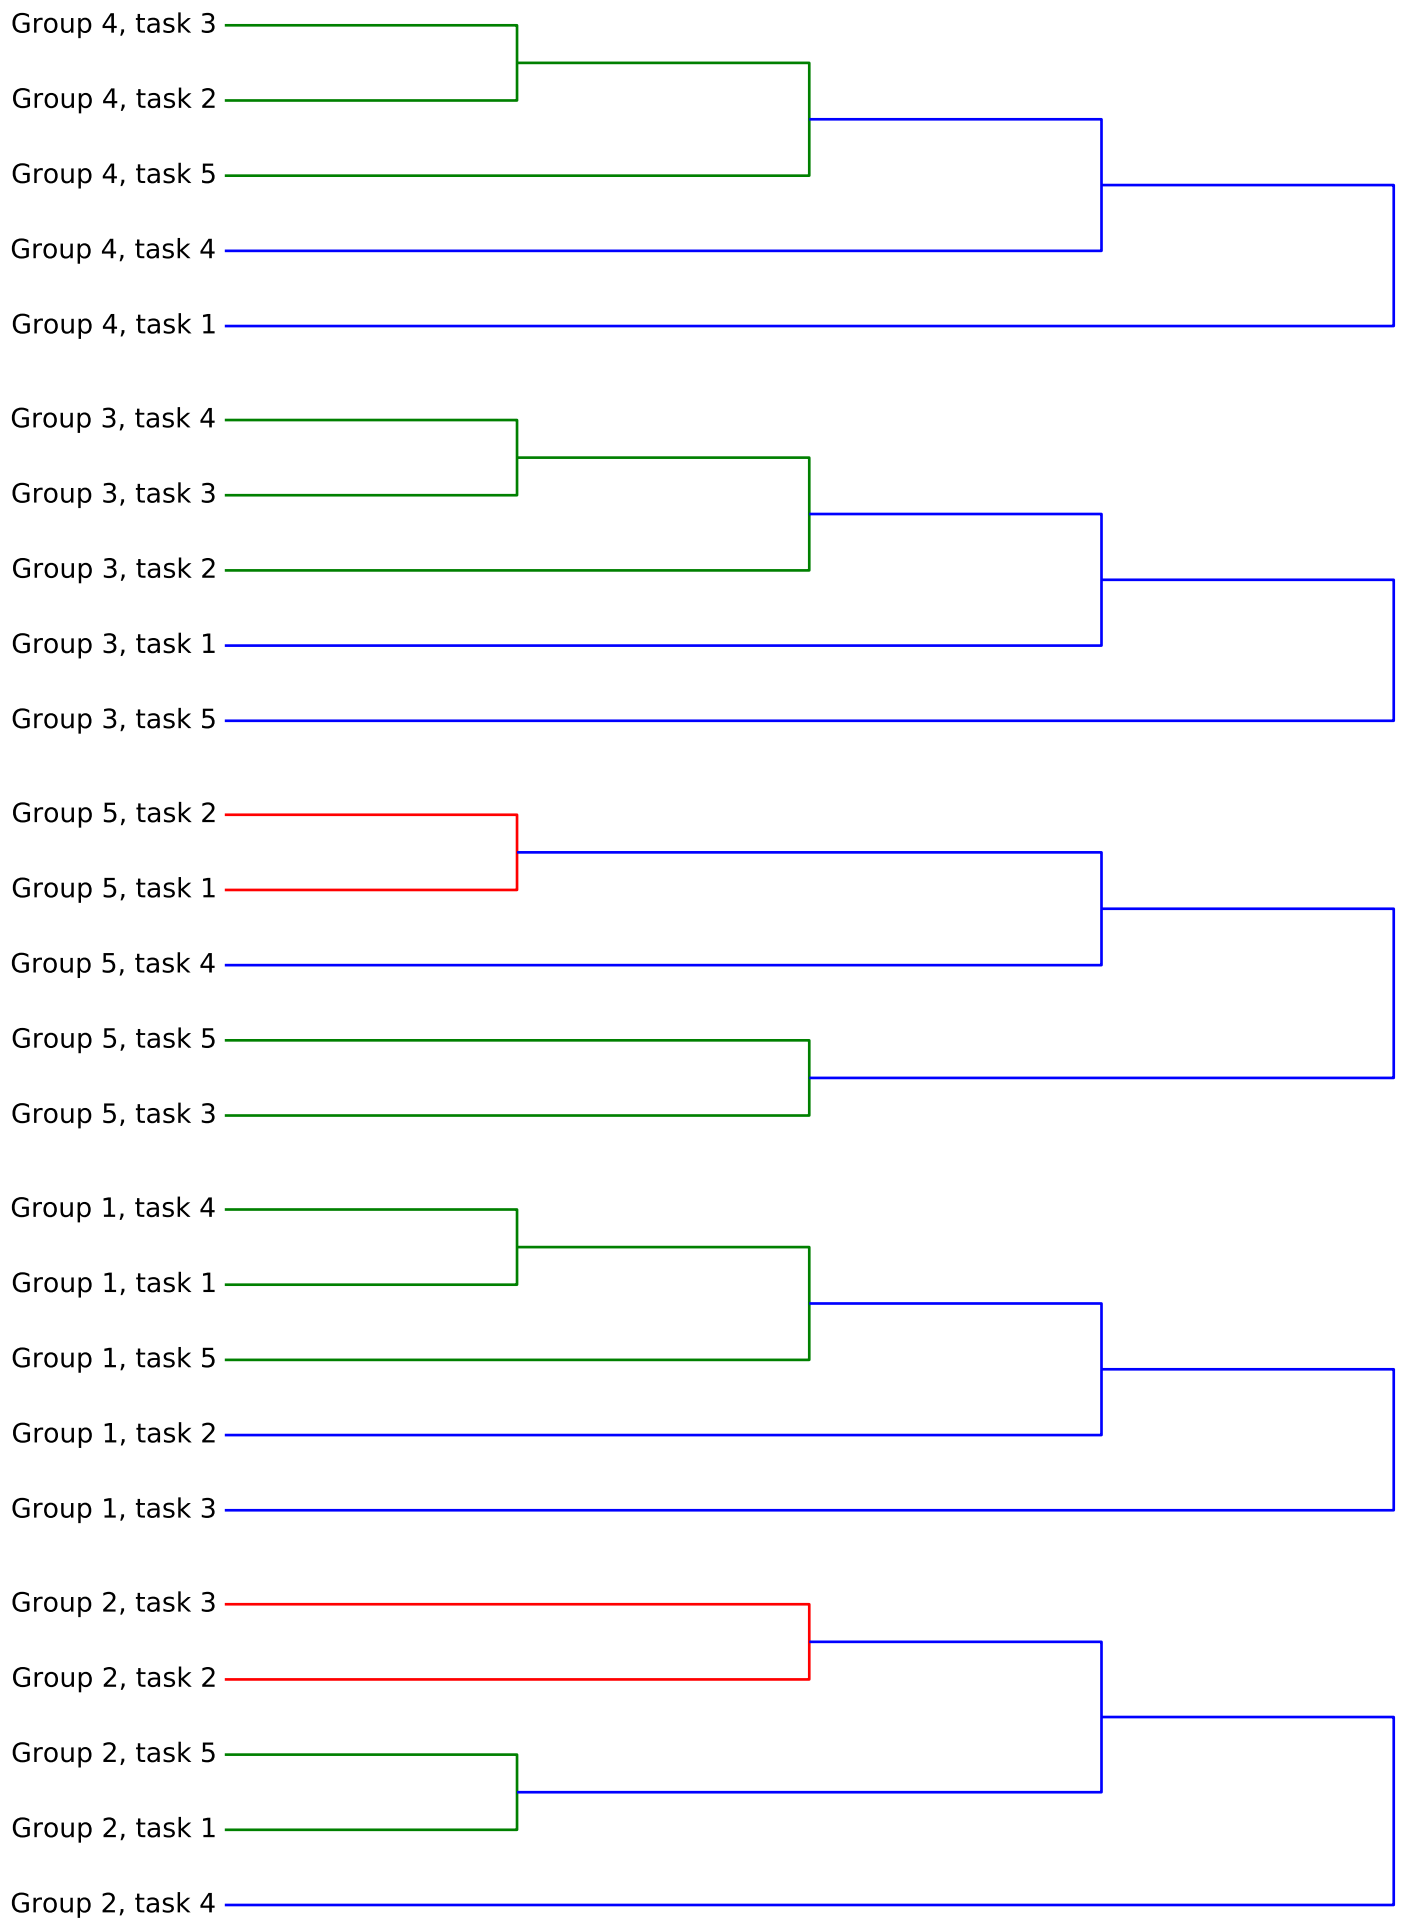 Group 4, task 3
Group 4, task 2
Group 4, task 5
Group 4, task 4
Group 4, task 1
Group 3, task 4
Group 3, task 3
Group 3, task 2
Group 3, task 1
Group 3, task 5
Group 5, task 2
Group 5, task 1
Group 5, task 4
Group 5, task 5
Group 5, task 3
Group 1, task 4
Group 1, task 1
Group 1, task 5
Group 1, task 2
Group 1, task 3
Group 2, task 3
Group 2, task 2
Group 2, task 5
Group 2, task 1
Group 2, task 4